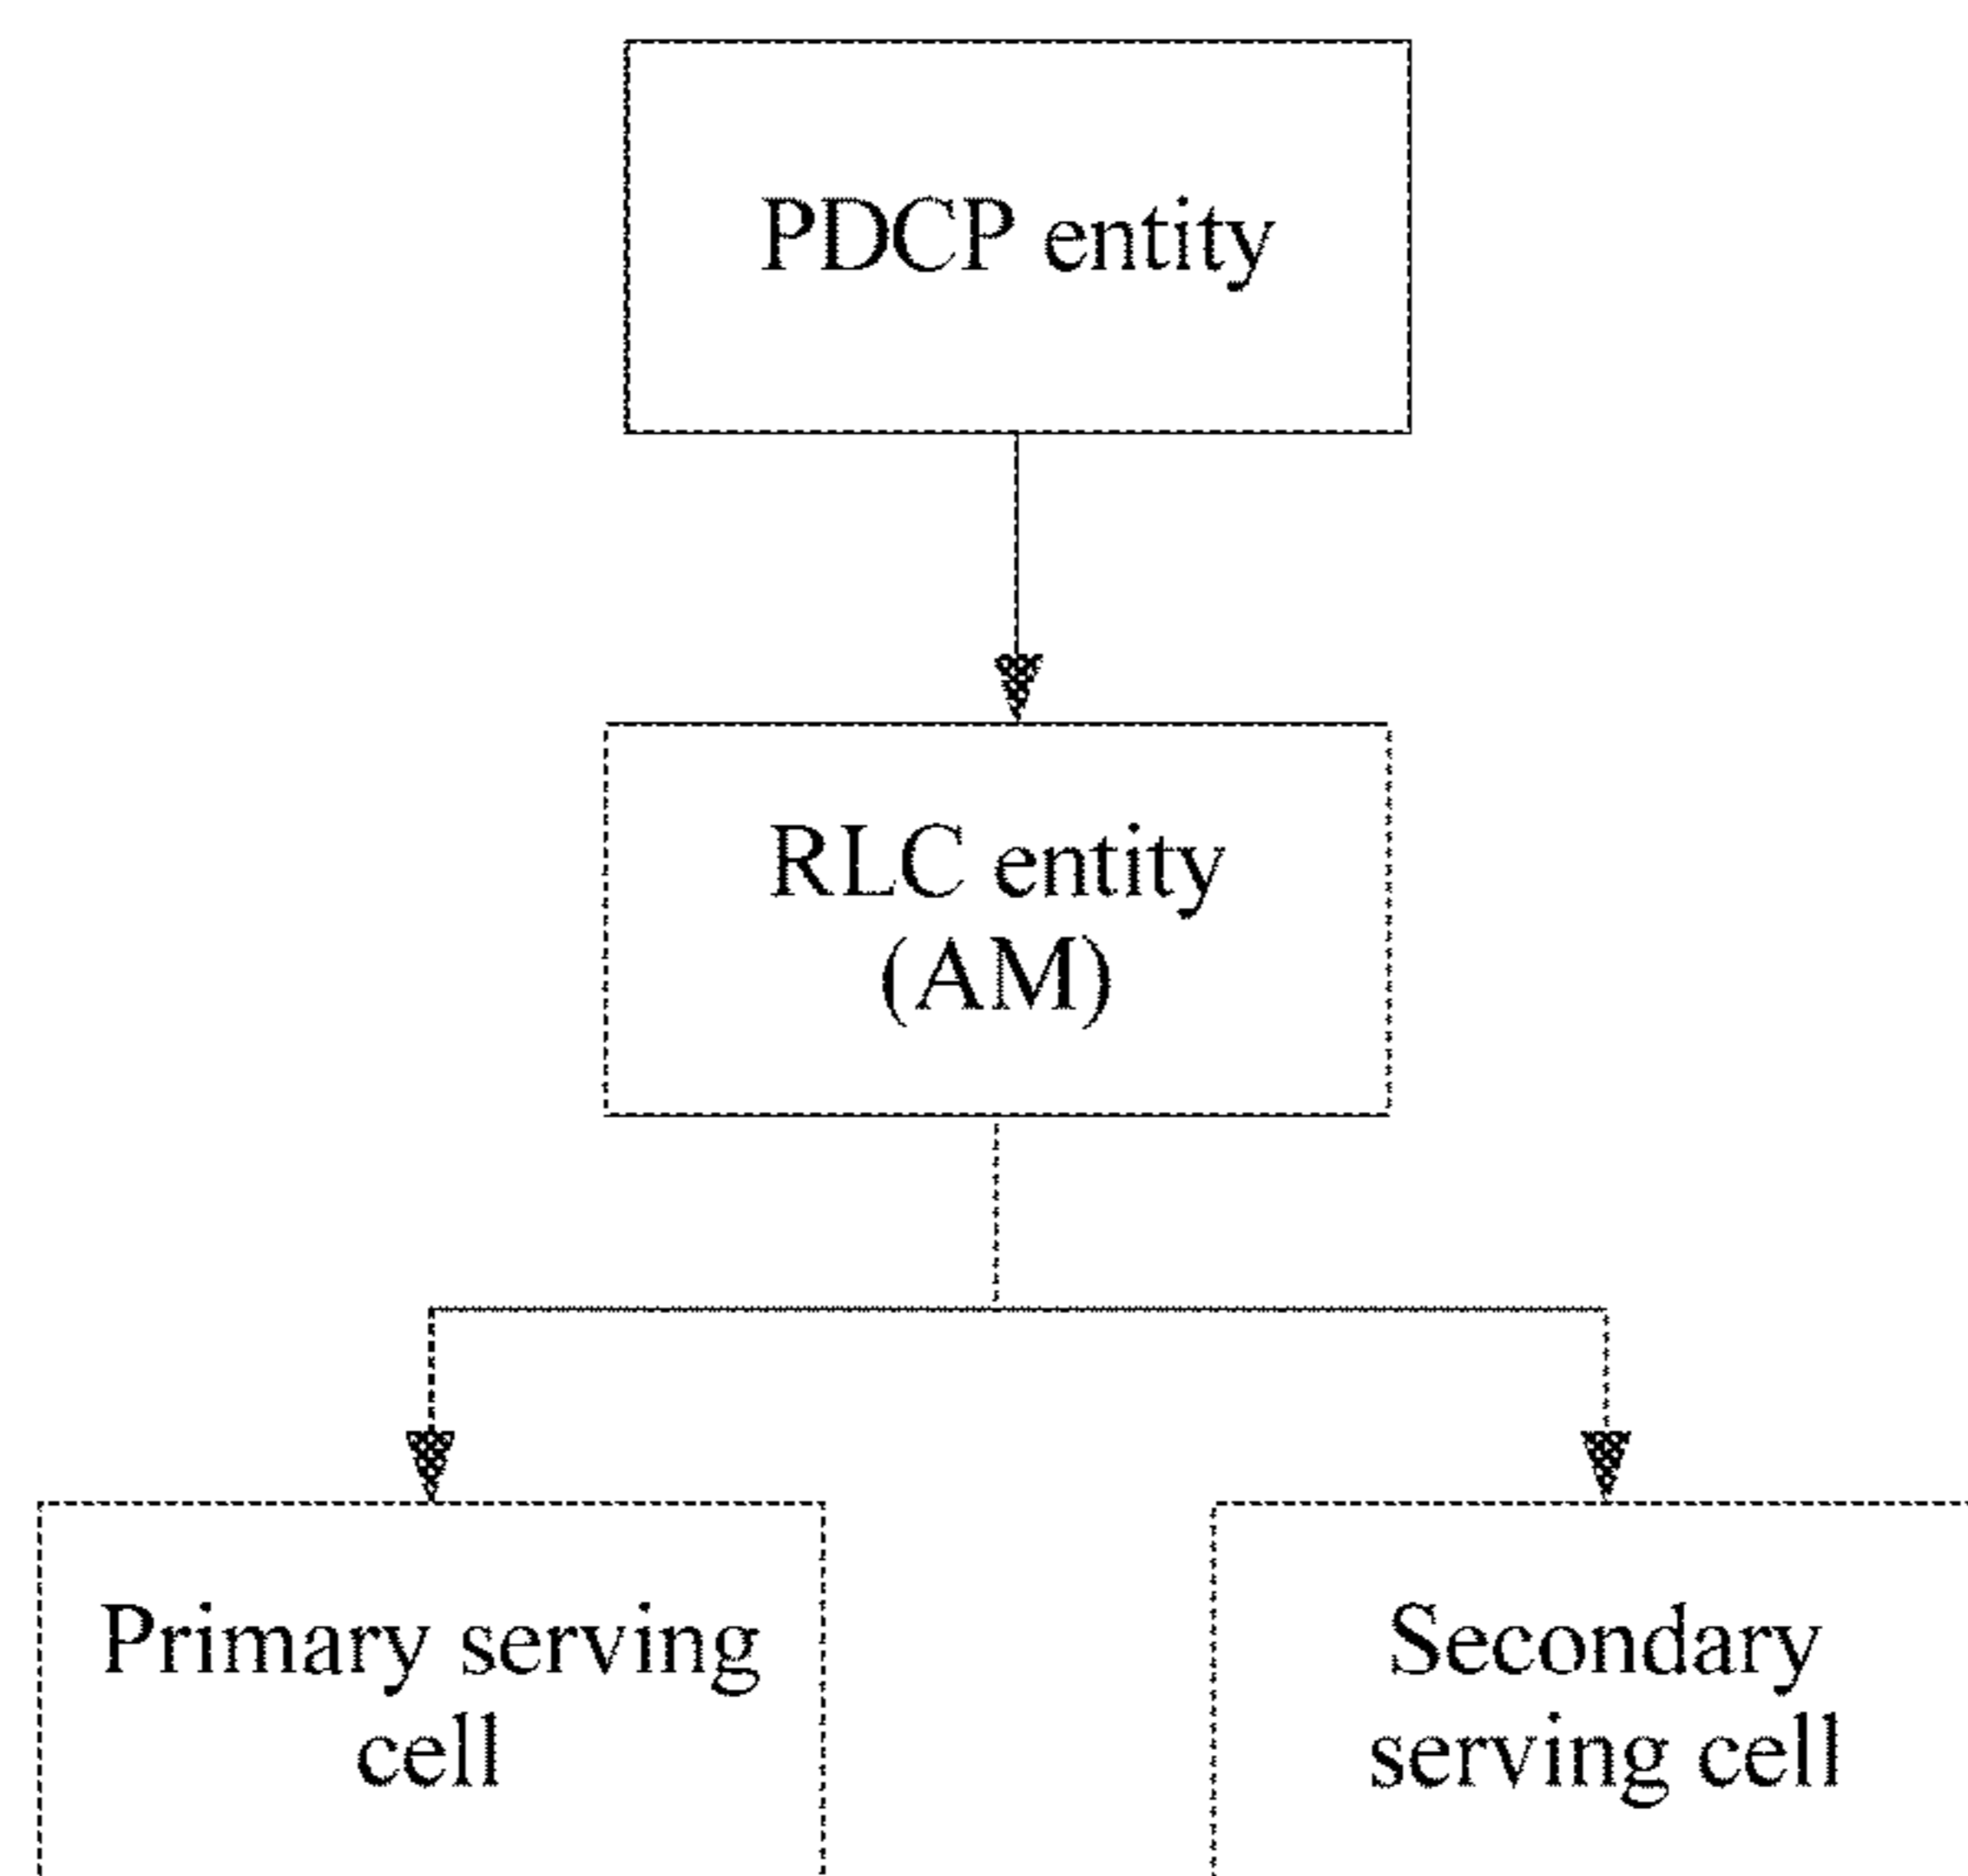 PDCP entity
RLC entity
(AM)
Primary serving
cell
Secondary
serving cell